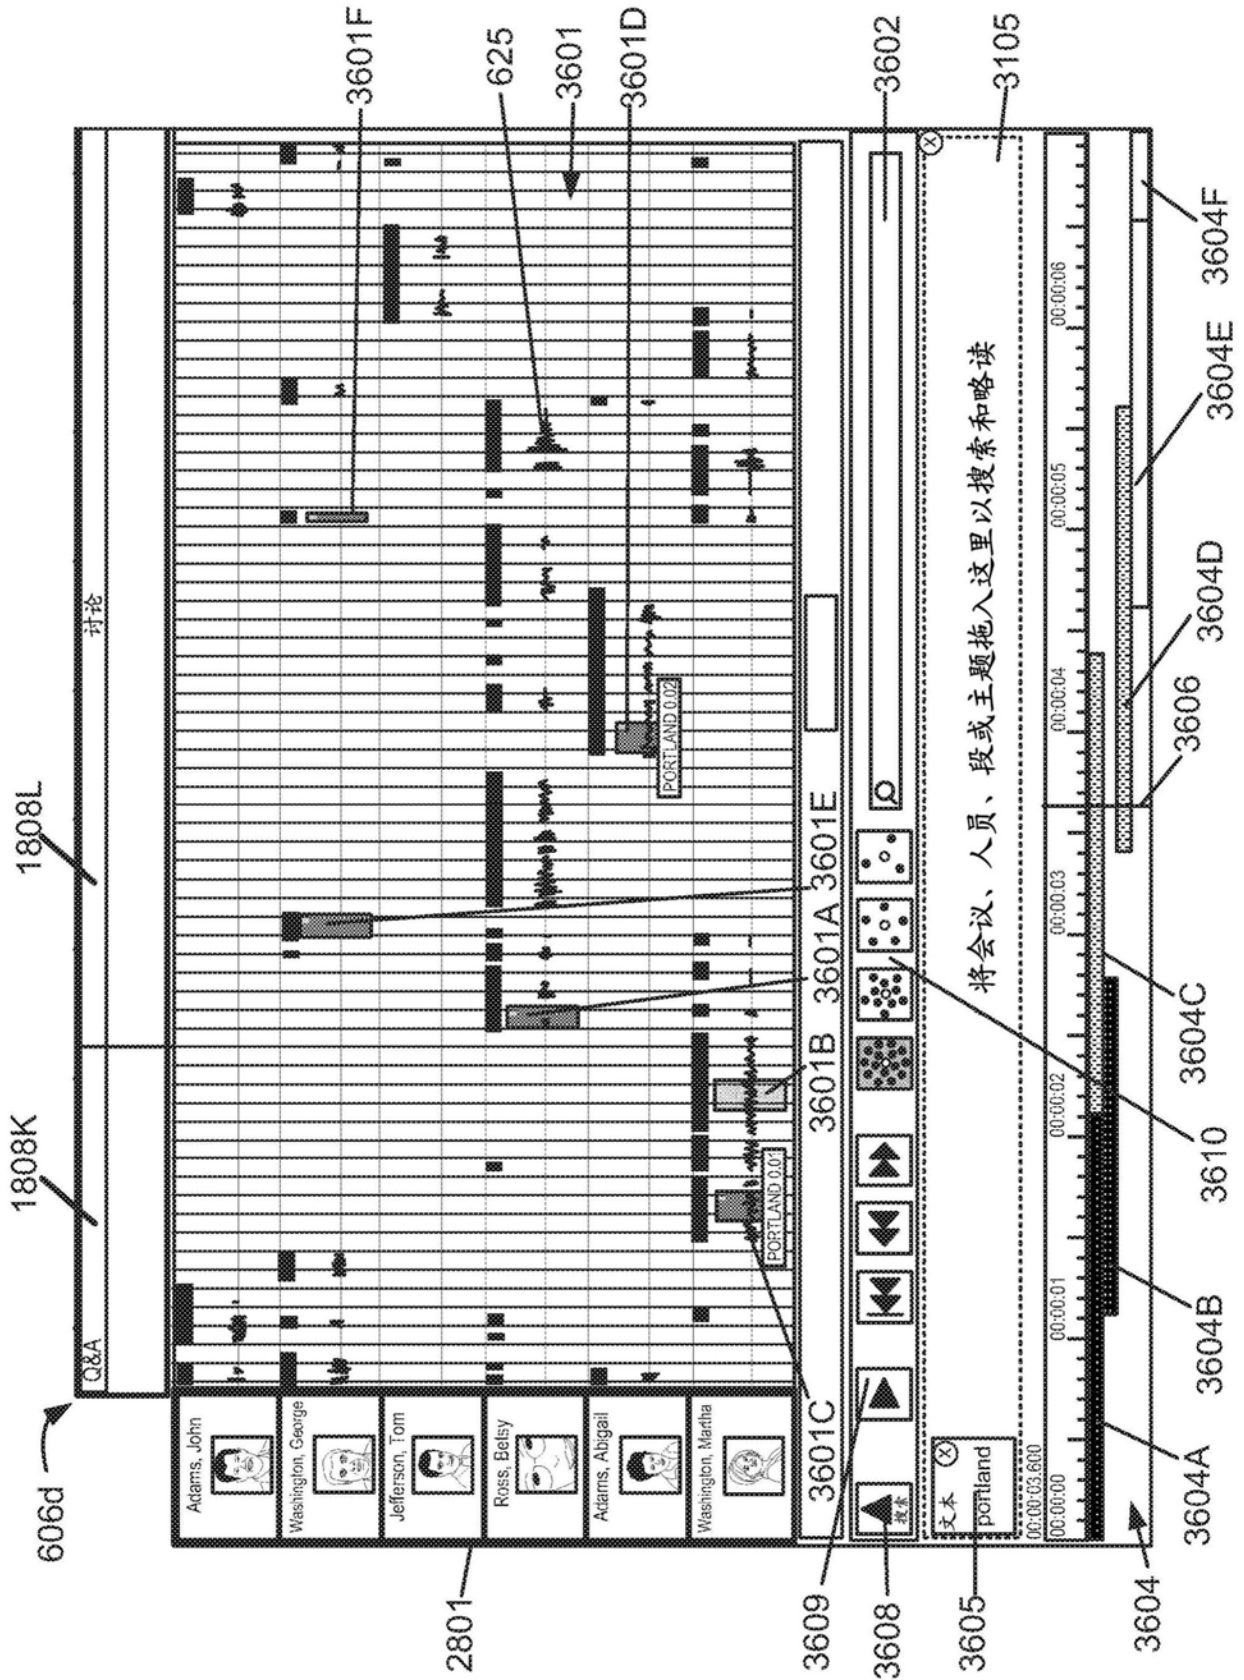 606d
1808K
1808L
Q&A
讨论
3601F
625
3601
3601D
2801
Adams, John
Washington, George
Jefferson, Tom
Ross, Betsy
Adams, Abigail
Washington, Martha
PORTLAND 0.01
PORTLAND 0.02
3601C
3601B
3601A
3601E
3609
3608
搜索
3602
3605
文本
X
portland
将会议、人员、段或主题拖入这里以搜索和略读
X
3105
00:00:03.600
00:00:00
00:00:01
00:00:02
00:00:03
00:00:04
00:00:05
00:00:06
3604
3604A
3604B
3610
3604C
3606
3604D
3604E
3604F